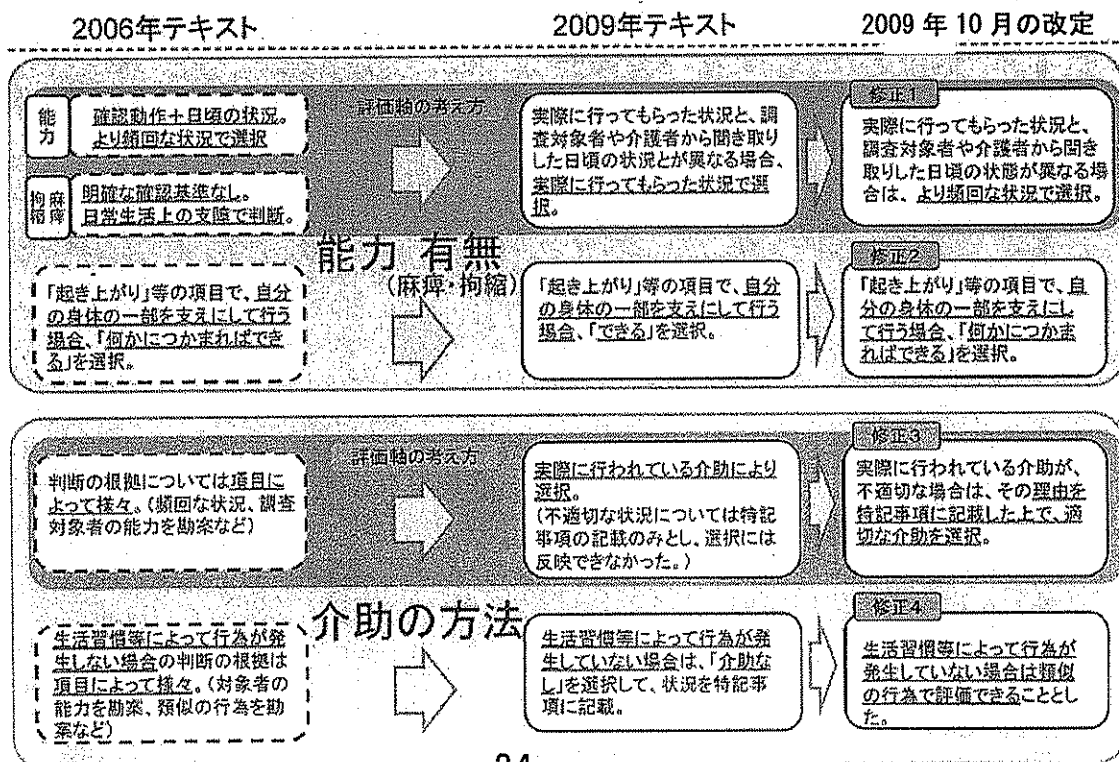 2006年テキスト
2009年テキスト
2009 年 10 月の改定
能力
確認動作＋日頃の状況。
より頻回な状況で選択
評価軸の考え方
実際に行ってもらった状況と、調
査対象者や介護者から聞き取り
した日頃の状況とが異なる場合、
実際に行ってもらった状況で選
択。
修正1
実際に行ってもらった状況と、
調査対象者や介護者から聞き
取りした日頃の状態が異なる場
合は、より頻回な状況で選択。
麻痺
拘縮
明確な確認基準なし。
日常生活上の支障で判断。
能力 有無
(麻痺・拘縮)
「起き上がり」等の項目で、自分
の身体の一部を支えにして行う
場合、「何かにつかまればでき
る」を選択。
「起き上がり」等の項目で、自分
の身体の一部を支えにして行う
場合、「できる」を選択。
修正2
「起き上がり」等の項目で、自
分の身体の一部を支えにし
て行う場合、「何かにつかま
ればできる」を選択。
判断の根拠については項目に
よって様々。(頻回な状況、調査
対象者の能力を勘案など)
評価軸の考え方
実際に行われている介助により
選択。
(不適切な状況については特記
事項の記載のみとし、選択には
反映できなかった。)
修正3
実際に行われている介助が、
不適切な場合は、その理由を
特記事項に記載した上で、適
切な介助を選択。
介助の方法
生活習慣等によって行為が発
生しない場合の判断の根拠は
項目によって様々。(対象者の
能力を勘案、類似の行為を勘
案など)
生活習慣等によって行為が発
生していない場合は、「介助な
し」を選択して、状況を特記事
項に記載。
修正4
生活習慣等によって行為が
発生していない場合は類似
の行為で評価できることとし
た。